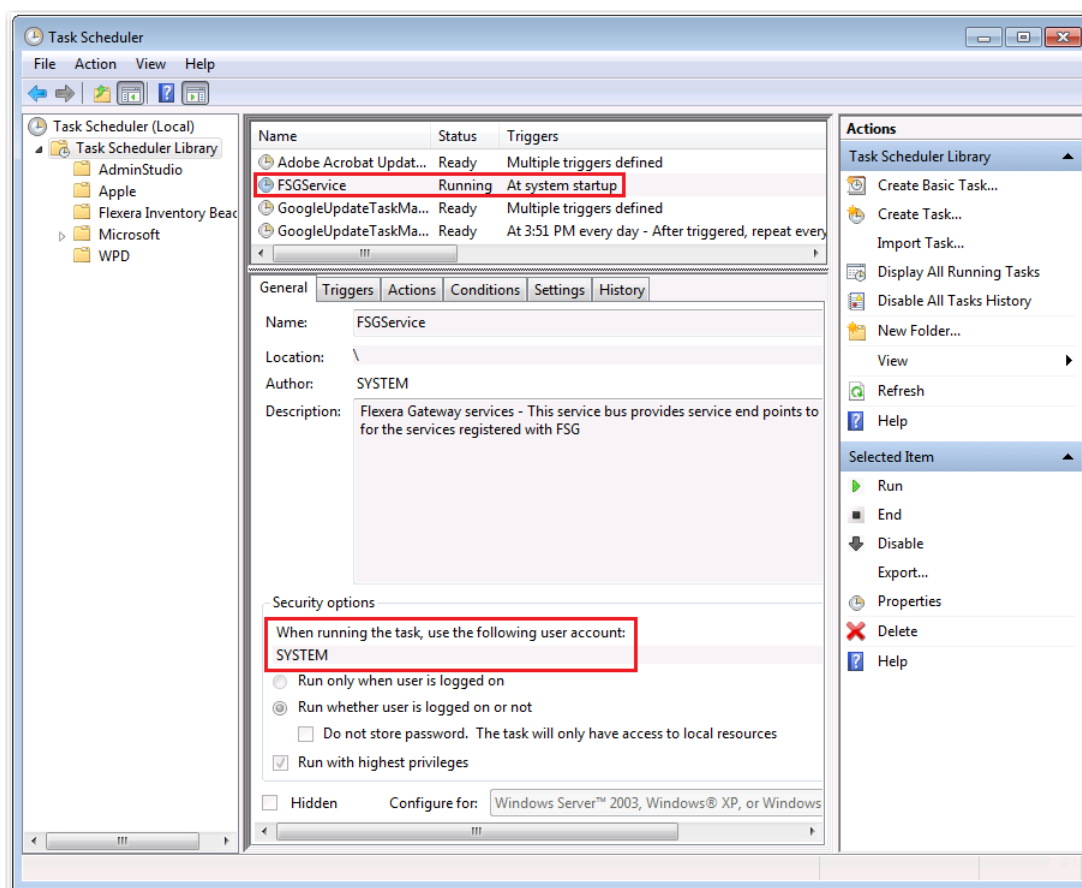 Task Scheduler
File Action View Help
Task Scheduler (Local)
Task Scheduler Library
AdminStudio
Apple
Flexera Inventory Beac
Microsoft
WPD
Name Status Triggers
Adobe Acrobat Updat... Ready Multiple triggers defined
FSGService Running At system startup
GoogleUpdateTaskMa... Ready Multiple triggers defined
GoogleUpdateTaskMa... Ready At 3:51 PM every day - After triggered, repeat every
General Triggers Actions Conditions Settings History
Name: FSGService
Location: \
Author: SYSTEM
Description: Flexera Gateway services - This service bus provides service end points to
for the services registered with FSG
Security options
When running the task, use the following user account:
SYSTEM
Run only when user is logged on
Run whether user is logged on or not
Do not store password. The task will only have access to local resources
Run with highest privileges
Hidden Configure for: Windows Server™ 2003, Windows® XP, or Windows
Actions
Task Scheduler Library
Create Basic Task...
Create Task...
Import Task...
Display All Running Tasks
Disable All Tasks History
New Folder...
View
Refresh
Help
Selected Item
Run
End
Disable
Export...
Properties
Delete
Help